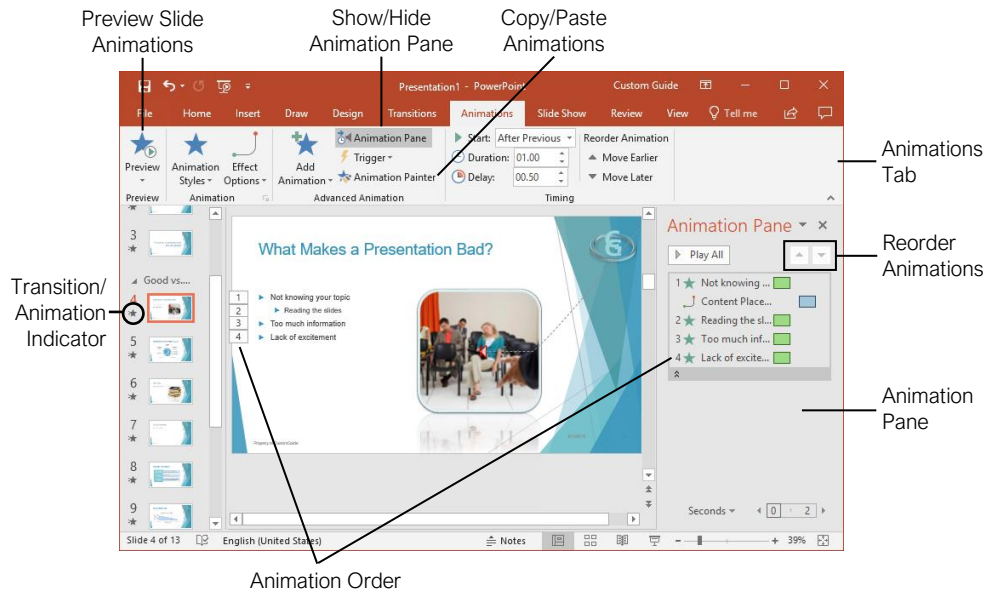 Preview Slide
Animations
Show/Hide
Animation Pane
Copy/Paste
Animations
Presentation1 - PowerPoint
Custom Guide
File Home Insert Draw Design Transitions Animations Slide Show Review View Tell me
Preview
Animation
Styles
Effect
Options
Add
Animation
Animation Pane
Trigger
Animation Painter
Start: After Previous
Duration: 01.00
Delay: 00.50
Reorder Animation
Move Earlier
Move Later
Preview Animation Advanced Animation Timing
Animations
Tab
3
Good vs....
4
5
6
7
8
9
Transition/
Animation
Indicator
What Makes a Presentation Bad?
1 Not knowing your topic
2 Reading the slides
3 Too much information
4 Lack of excitement
Property of CustomGuide
Animation Pane
Play All
1 Not knowing ...
Content Place...
2 Reading the sl...
3 Too much inf...
4 Lack of excite...
Seconds 0 2
Reorder
Animations
Animation
Pane
Slide 4 of 13 English (United States) Notes 39%
Animation Order